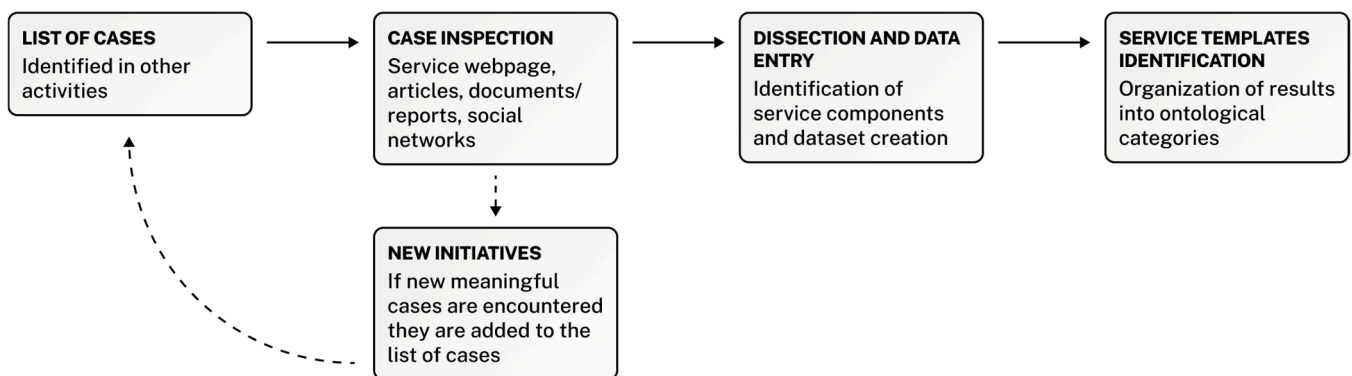 LIST OF CASES
Identified in other
activities
CASE INSPECTION
Service webpage,
articles, documents/
reports, social
networks
DISSECTION AND DATA
ENTRY
Identification of
service components
and dataset creation
SERVICE TEMPLATES
IDENTIFICATION
Organization of results
into ontological
categories
NEW INITIATIVES
If new meaningful
cases are encountered
they are added to the
list of cases